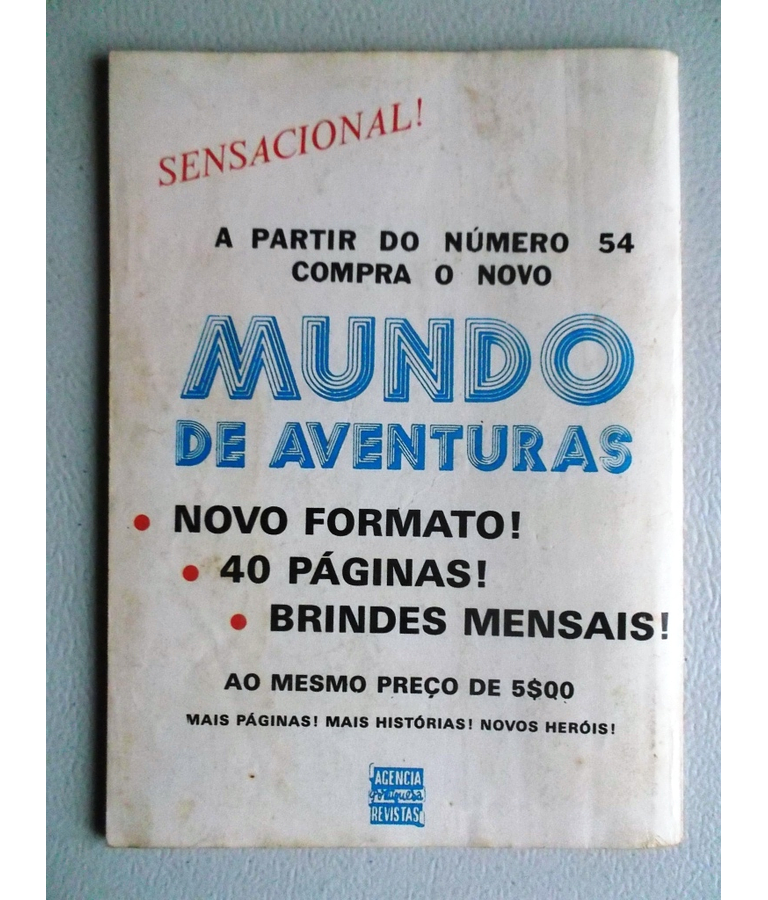 SENSACIONAL!
A PARTIR DO NÚMERO 54
COMPRA O NOVO
MUNDO
DE AVENTURAS
• NOVO FORMATO!
• 40 PÁGINAS!
• BRINDES MENSAIS!
AO MESMO PREÇO DE 5$00
MAIS PÁGINAS! MAIS HISTÓRIAS! NOVOS HERÓIS!
AGENCIA
portuguesa
REVISTAS